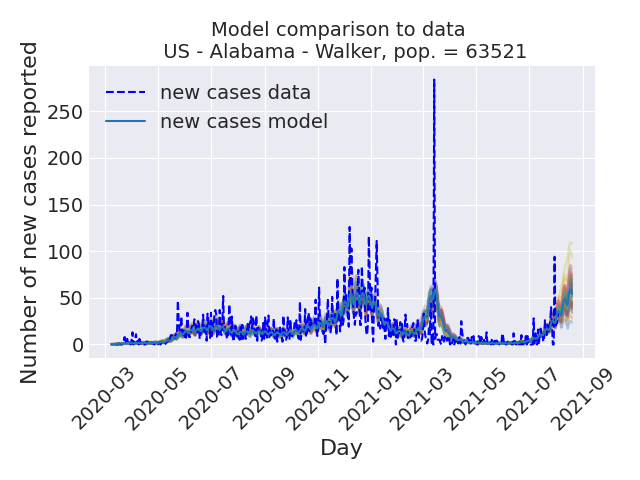 Model comparison to data
US - Alabama - Walker, pop. = 63521
Number of new cases reported
250
200
150
100
50
0
new cases data
new cases model
2020-03
2020-05
2020-07
2020-09
2020-11
2021-01
2021-03
2021-05
2021-07
2021-09
Day